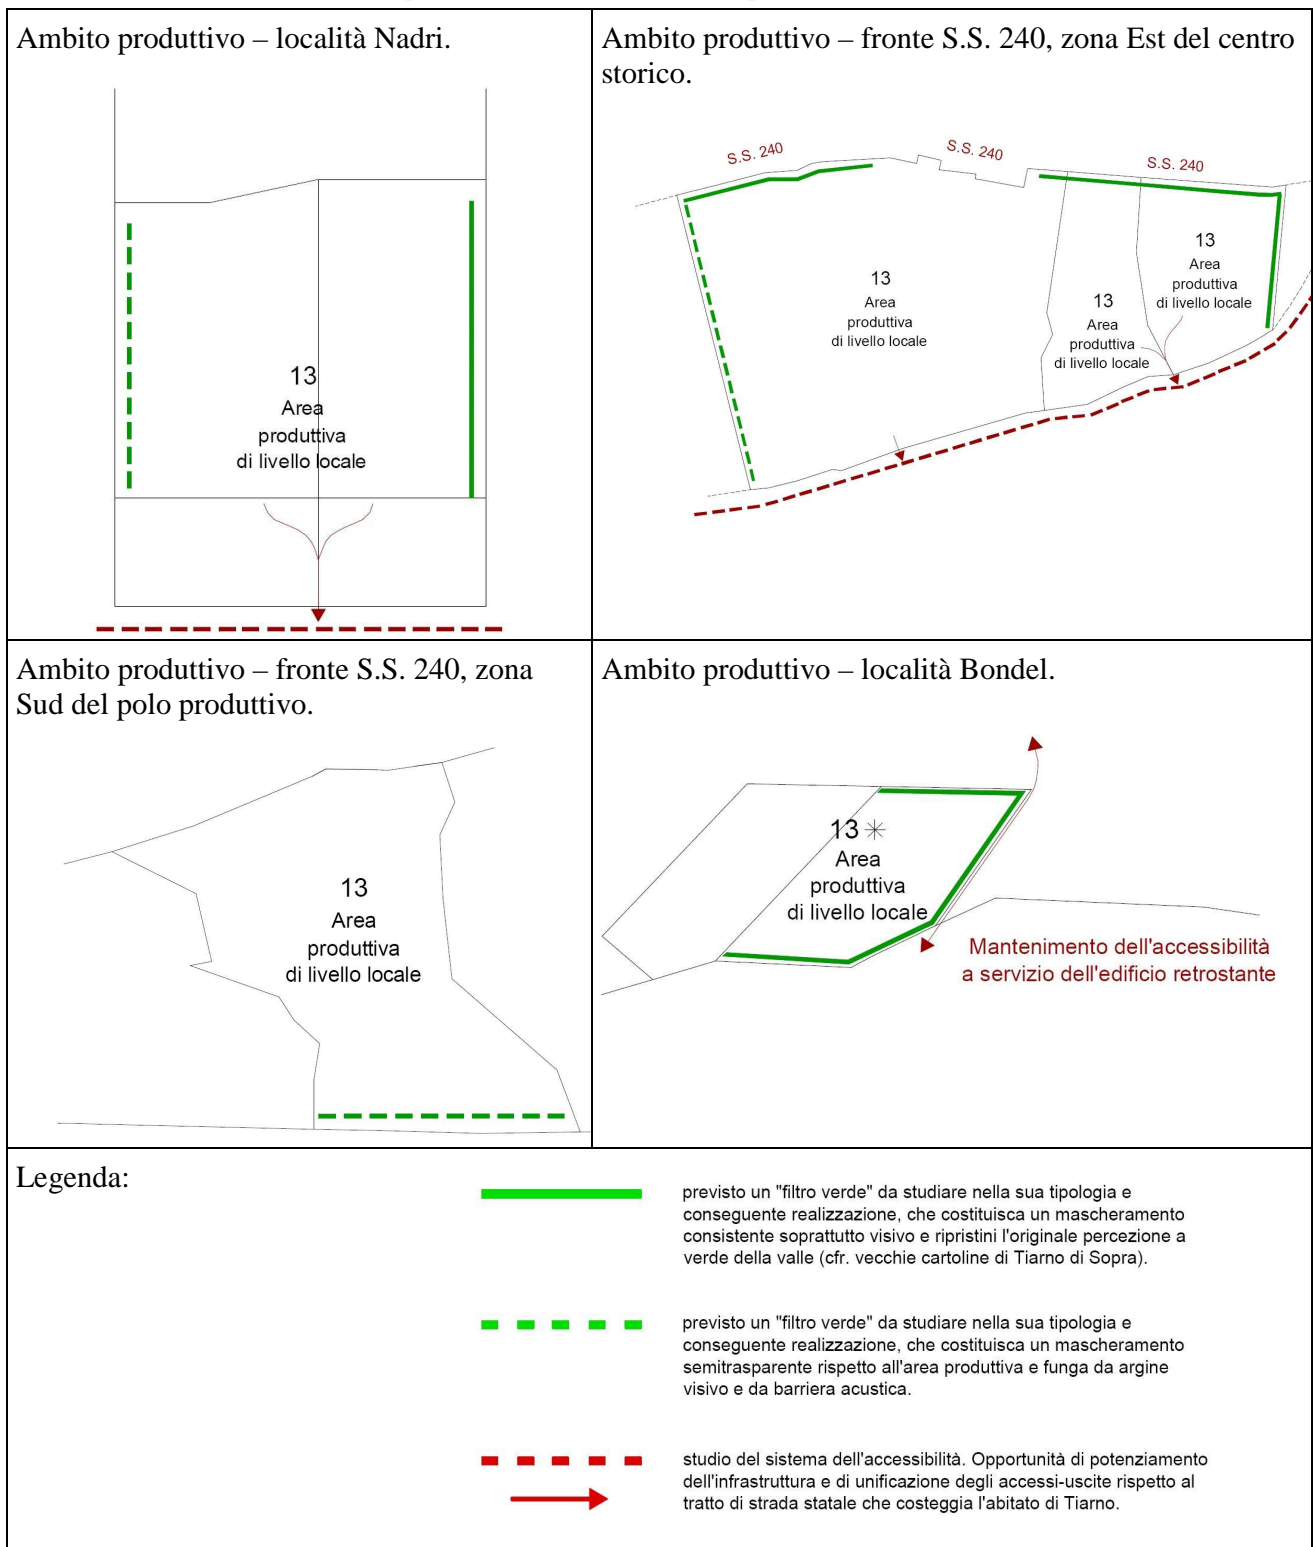 Ambito produttivo – località Nadri.
13
Area
produttiva
di livello locale
Ambito produttivo – fronte S.S. 240, zona Est del centro
storico.
S.S. 240
S.S. 240
S.S. 240
13
Area
produttiva
di livello locale
13
Area
produttiva
di livello locale
13
Area
produttiva
di livello locale
Ambito produttivo – fronte S.S. 240, zona
Sud del polo produttivo.
13
Area
produttiva
di livello locale
Ambito produttivo – località Bondel.
13 *
Area
produttiva
di livello locale
Mantenimento dell'accessibilità
a servizio dell'edificio retrostante
Legenda:
previsto un "filtro verde" da studiare nella sua tipologia e
conseguente realizzazione, che costituisca un mascheramento
consistente soprattutto visivo e ripristini l'originale percezione a
verde della valle (cfr. vecchie cartoline di Tiarno di Sopra).
previsto un "filtro verde" da studiare nella sua tipologia e
conseguente realizzazione, che costituisca un mascheramento
semitrasparente rispetto all'area produttiva e funga da argine
visivo e da barriera acustica.
studio del sistema dell'accessibilità. Opportunità di potenziamento
dell'infrastruttura e di unificazione degli accessi-uscite rispetto al
tratto di strada statale che costeggia l'abitato di Tiarno.